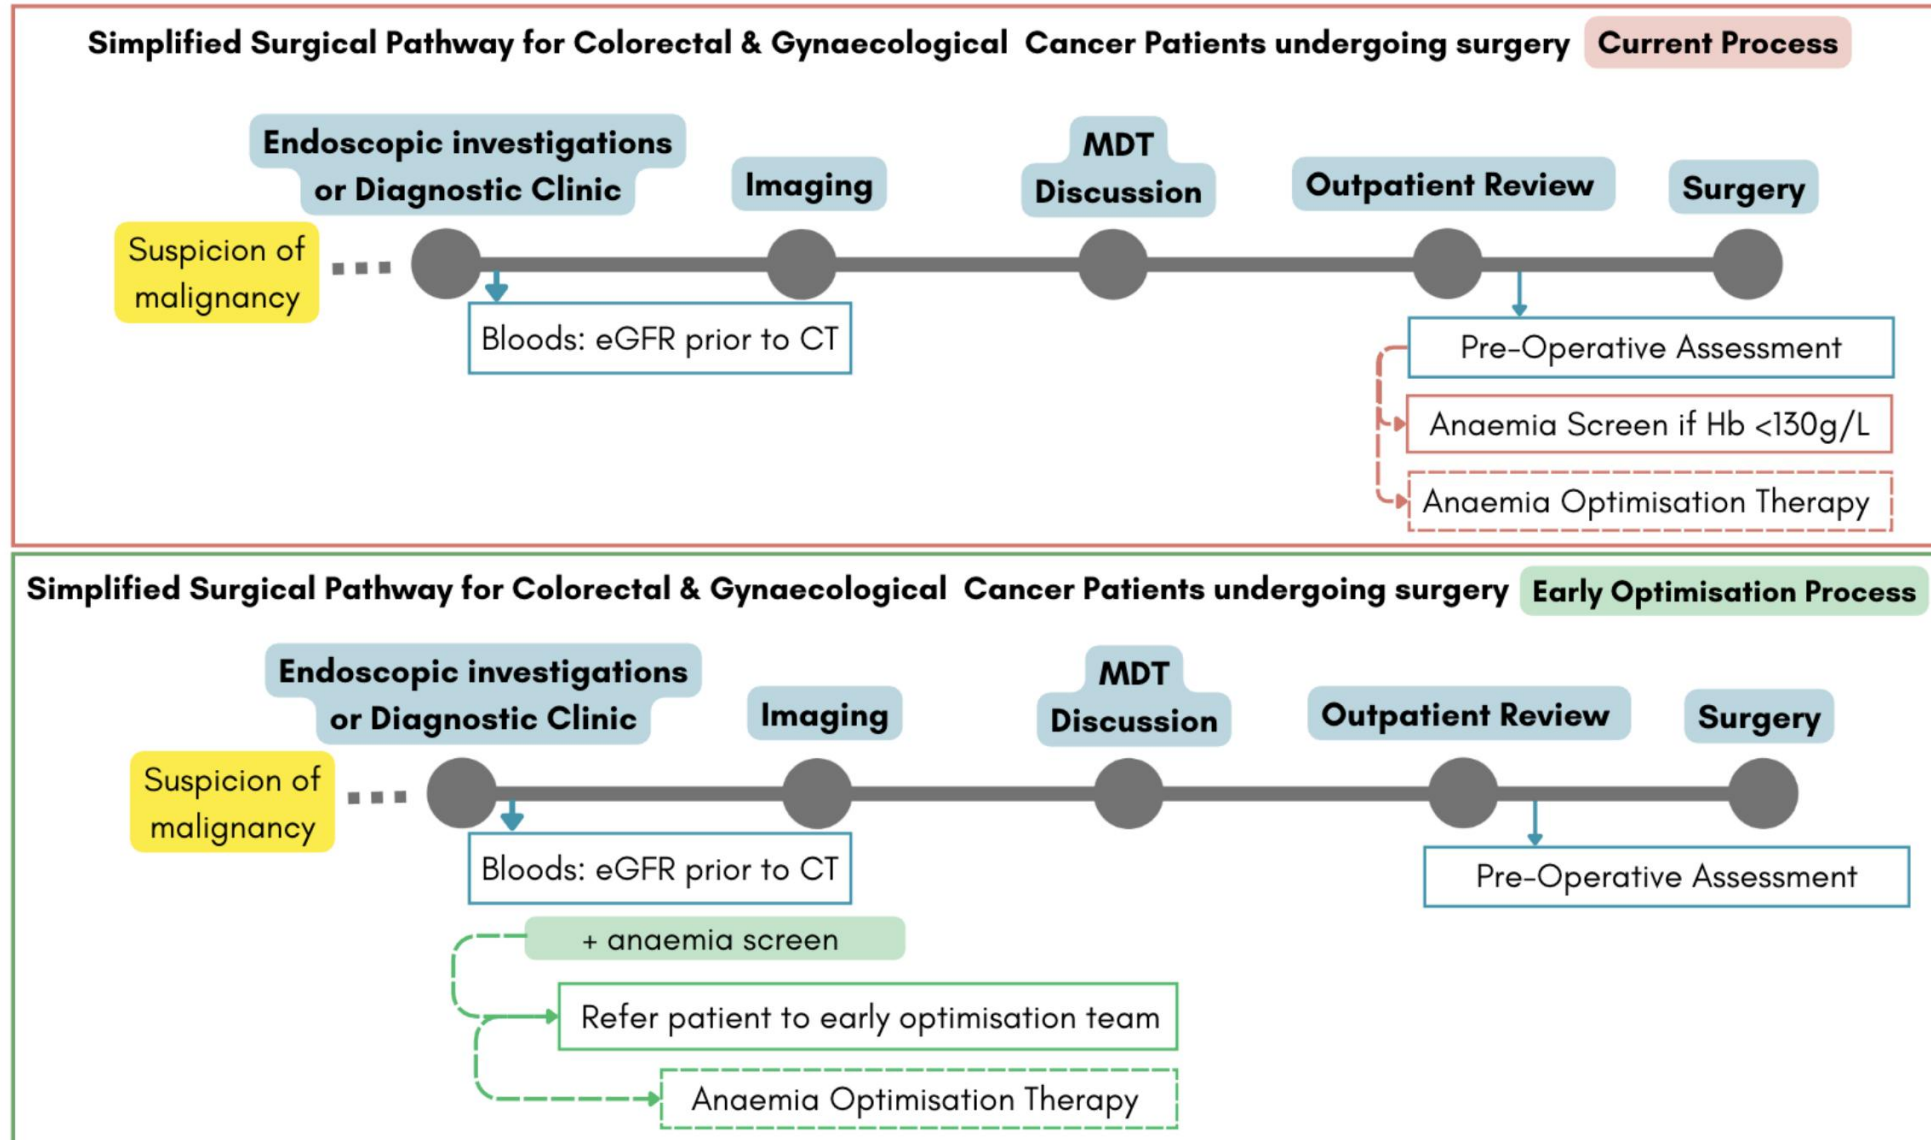 Simplified Surgical Pathway for Colorectal & Gynaecological Cancer Patients undergoing surgery Current Process
Endoscopic investigations
or Diagnostic Clinic
Imaging
MDT
Discussion
Outpatient Review
Surgery
Suspicion of
malignancy
Bloods: eGFR prior to CT
Pre-Operative Assessment
Anaemia Screen if Hb <130g/L
Anaemia Optimisation Therapy
Simplified Surgical Pathway for Colorectal & Gynaecological Cancer Patients undergoing surgery Early Optimisation Process
Endoscopic investigations
or Diagnostic Clinic
Imaging
MDT
Discussion
Outpatient Review
Surgery
Suspicion of
malignancy
Bloods: eGFR prior to CT
Pre-Operative Assessment
+ anaemia screen
Refer patient to early optimisation team
Anaemia Optimisation Therapy